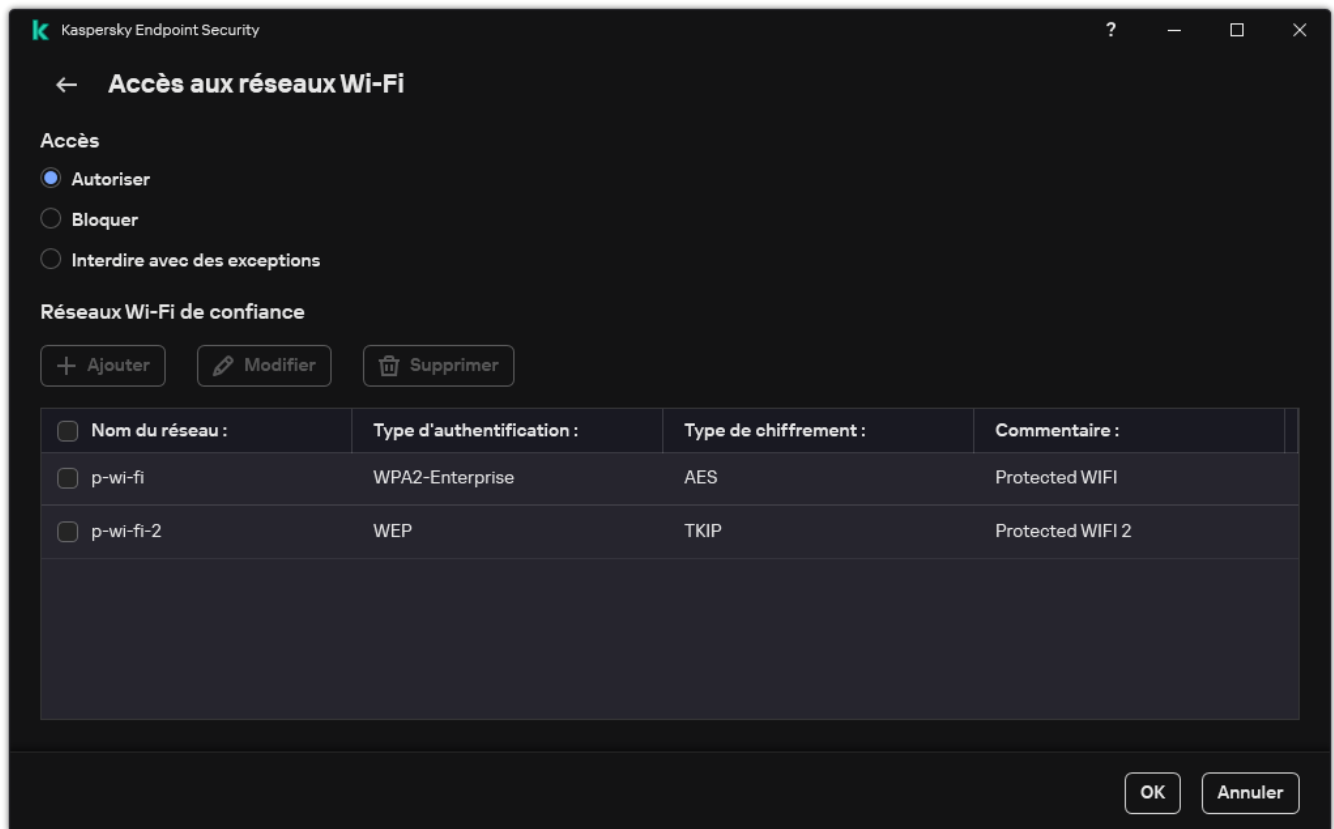 Kaspersky Endpoint Security ?
Accès aux réseaux Wi-Fi
Accès
Autoriser
Bloquer
Interdire avec des exceptions
Réseaux Wi-Fi de confiance
Ajouter Modifier Supprimer
Nom du réseau : Type d'authentification : Type de chiffrement : Commentaire :
p-wi-fi WPA2-Enterprise AES Protected WIFI
p-wi-fi-2 WEP TKIP Protected WIFI 2
OK Annuler